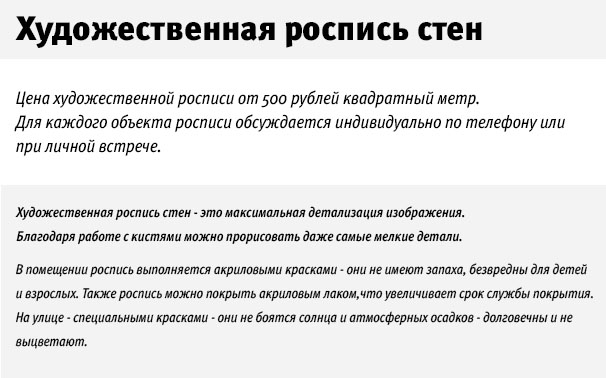 Художественная роспись стен
Цена художественной росписи от 500 рублей квадратный метр.
Для каждого объекта росписи обсуждается индивидуально по телефону или
при личной встрече.
Художественная роспись стен - это максимальная детализация изображения.
Благодаря работе с кистями можно прорисовать даже самые мелкие детали.
В помещении роспись выполняется акриловыми красками - они не имеют запаха, безвредны для детей
и взрослых. Также роспись можно покрыть акриловым лаком,что увеличивает срок службы покрытия.
На улице - специальными красками - они не боятся солнца и атмосферных осадков - долговечны и не
выцветают.